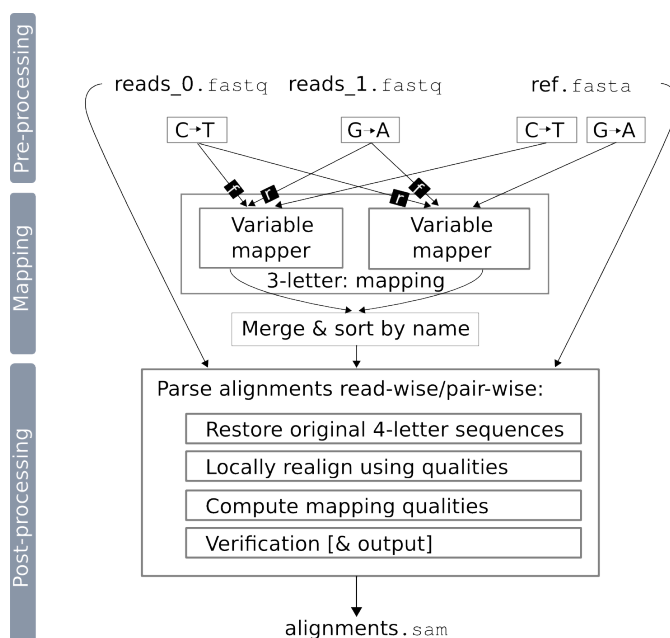 Pre-processing
reads_0.fastq reads_1.fastq ref.fasta
C→T G→A C→T G→A
f r r f
Mapping
Variable mapper
Variable mapper
3-letter: mapping
Merge & sort by name
Post-processing
Parse alignments read-wise/pair-wise:
Restore original 4-letter sequences
Locally realign using qualities
Compute mapping qualities
Verification [& output]
alignments.sam